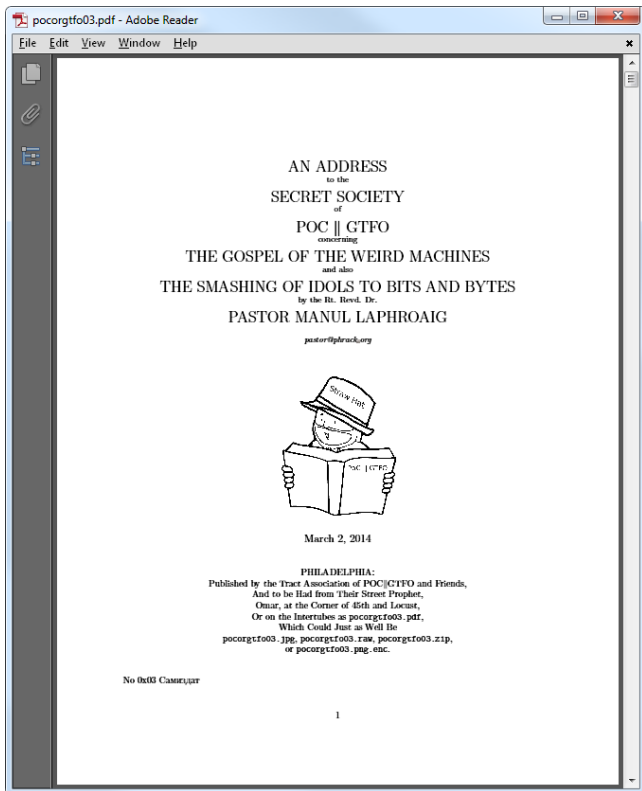 pocorgtfo03.pdf - Adobe Reader
File Edit View Window Help
AN ADDRESS
to the
SECRET SOCIETY
of
POC || GTFO
concerning
THE GOSPEL OF THE WEIRD MACHINES
and also
THE SMASHING OF IDOLS TO BITS AND BYTES
by the Rt. Revd. Dr.
PASTOR MANUL LAPHROAIG
pastor@phrack.org
Straw Hat
PoC || GTFO
March 2, 2014
PHILADELPHIA:
Published by the Tract Association of POC||GTFO and Friends,
And to be Had from Their Street Prophet,
Omar, at the Corner of 45th and Locust,
Or on the Intertubes as pocorgtfo03.pdf,
Which Could Just as Well Be
pocorgtfo03.jpg, pocorgtfo03.raw, pocorgtfo03.zip,
or pocorgtfo03.png.enc.
No 0x03 Самиздат
1